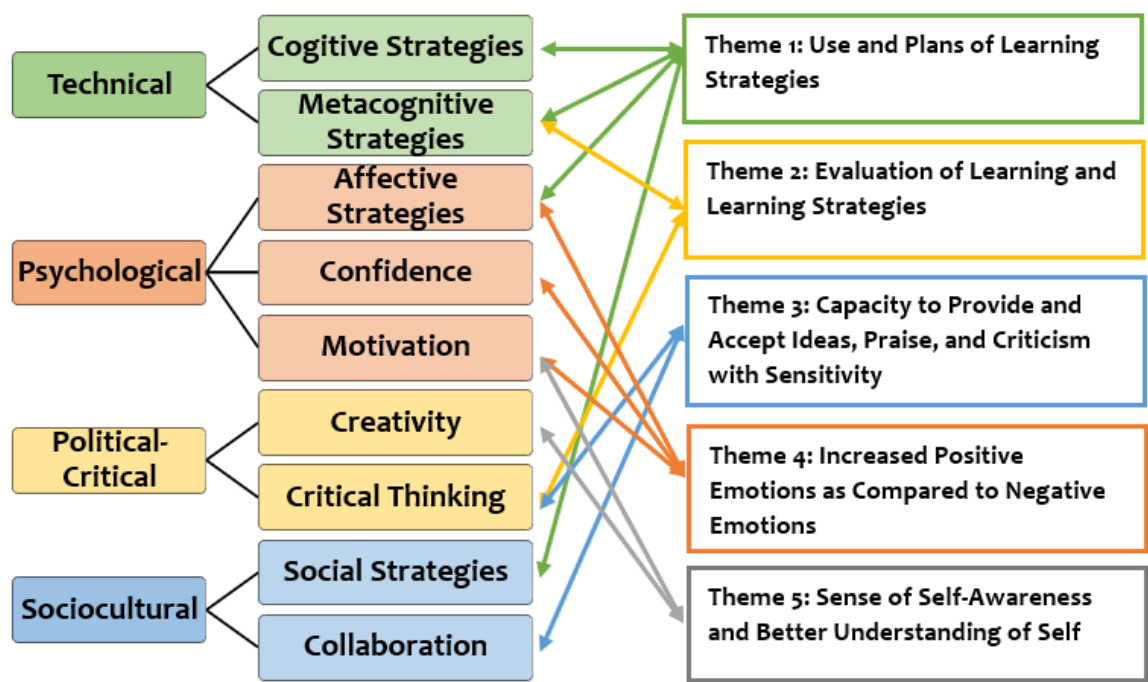 Technical
Cogitive Strategies
Metacognitive
Strategies
Psychological
Affective
Strategies
Confidence
Motivation
Political-
Critical
Creativity
Critical Thinking
Sociocultural
Social Strategies
Collaboration
Theme 1: Use and Plans of Learning
Strategies
Theme 2: Evaluation of Learning and
Learning Strategies
Theme 3: Capacity to Provide and
Accept Ideas, Praise, and Criticism
with Sensitivity
Theme 4: Increased Positive
Emotions as Compared to Negative
Emotions
Theme 5: Sense of Self-Awareness
and Better Understanding of Self